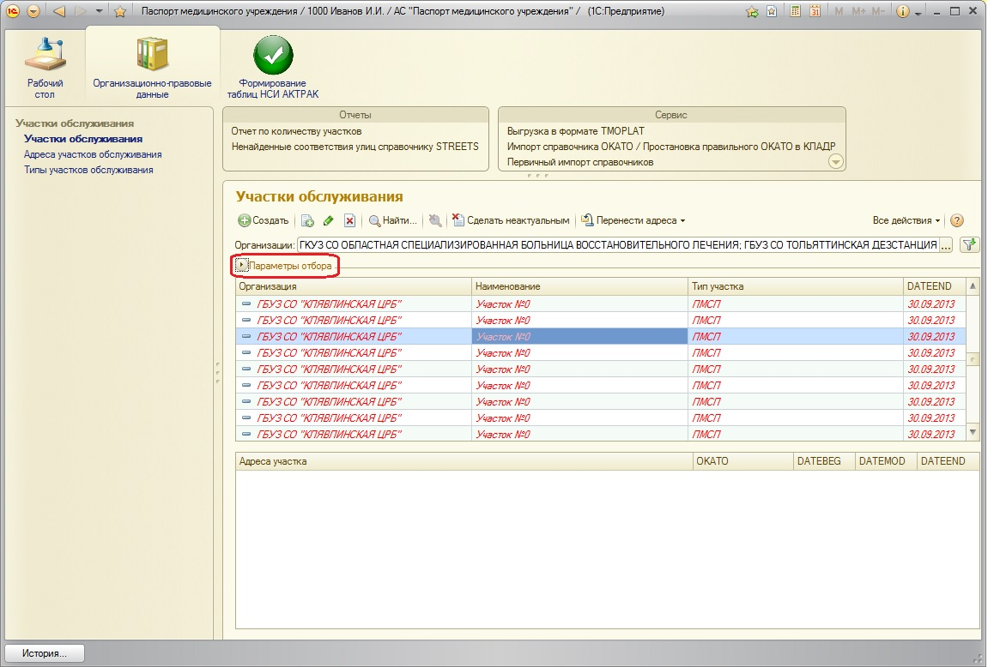 Паспорт медицинского учреждения / 1000 Иванов И.И. / АС "Паспорт медицинского учреждения" / (1С:Предприятие)
M M+ M-
Рабочий стол
Организационно-правовые данные
Формирование таблиц НСИ АКТРАК
Участки обслуживания
Участки обслуживания
Адреса участков обслуживания
Типы участков обслуживания
Отчеты
Отчет по количеству участков
Ненайденные соответствия улиц справочнику STREETS
Сервис
Выгрузка в формате TMOPLAT
Импорт справочника ОКАТО / Простановка правильного ОКАТО в КЛАДР
Первичный импорт справочников
Участки обслуживания
Создать Найти... Сделать неактуальным Перенести адреса Все действия
Организации: ГКУЗ СО ОБЛАСТНАЯ СПЕЦИАЛИЗИРОВАННАЯ БОЛЬНИЦА ВОССТАНОВИТЕЛЬНОГО ЛЕЧЕНИЯ; ГБУЗ СО ТОЛЬЯТТИНСКАЯ ДЕЗСТАНЦИЯ ...
Параметры отбора
Организация Наименование Тип участка DATEEND
ГБУЗ СО "КЛЯВЛИНСКАЯ ЦРБ" Участок №0 ПМСП 30.09.2013
ГБУЗ СО "КЛЯВЛИНСКАЯ ЦРБ" Участок №0 ПМСП 30.09.2013
ГБУЗ СО "КЛЯВЛИНСКАЯ ЦРБ" Участок №0 ПМСП 30.09.2013
ГБУЗ СО "КЛЯВЛИНСКАЯ ЦРБ" Участок №0 ПМСП 30.09.2013
ГБУЗ СО "КЛЯВЛИНСКАЯ ЦРБ" Участок №0 ПМСП 30.09.2013
ГБУЗ СО "КЛЯВЛИНСКАЯ ЦРБ" Участок №0 ПМСП 30.09.2013
ГБУЗ СО "КЛЯВЛИНСКАЯ ЦРБ" Участок №0 ПМСП 30.09.2013
ГБУЗ СО "КЛЯВЛИНСКАЯ ЦРБ" Участок №0 ПМСП 30.09.2013
ГБУЗ СО "КЛЯВЛИНСКАЯ ЦРБ" Участок №0 ПМСП 30.09.2013
Адреса участка ОКАТО DATEBEG DATEMOD DATEEND
История...